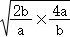 √(2b/a × 4a/b)